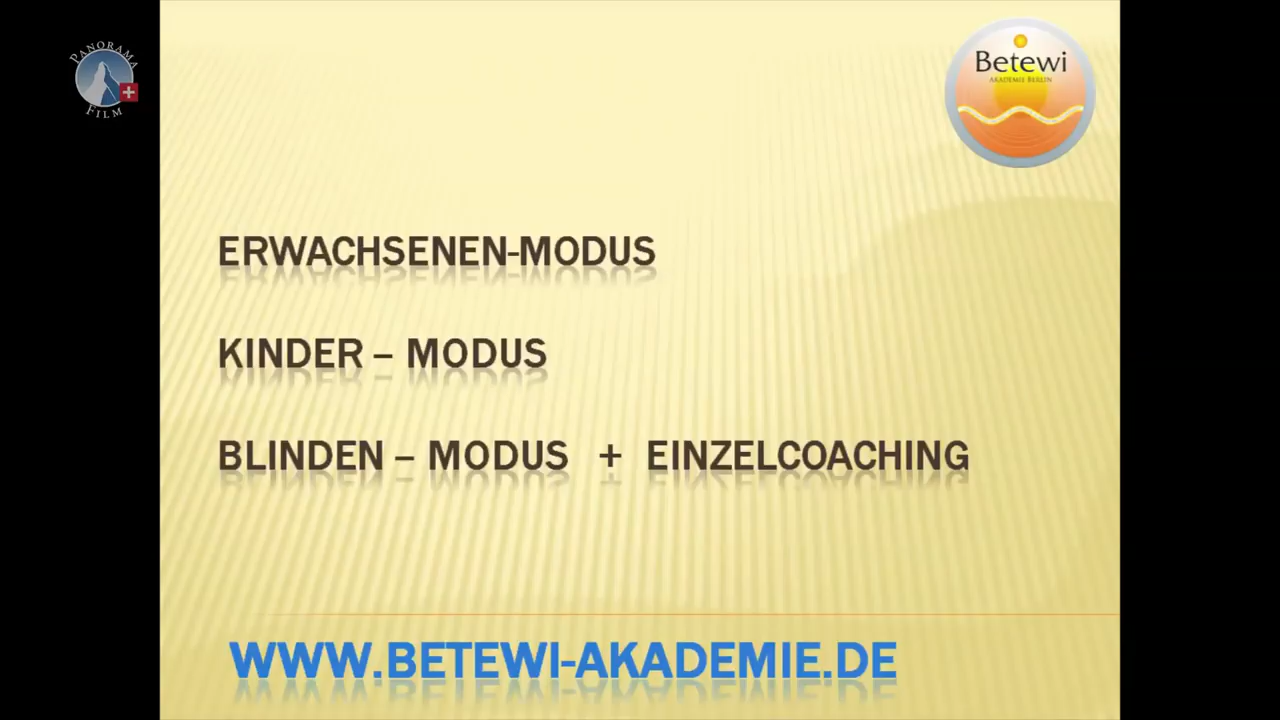 PANORAMA
FILM
Betewi
AKADEMIE BERLIN
ERWACHSENEN-MODUS
KINDER – MODUS
BLINDEN – MODUS + EINZELCOACHING
WWW.BETEWI-AKADEMIE.DE